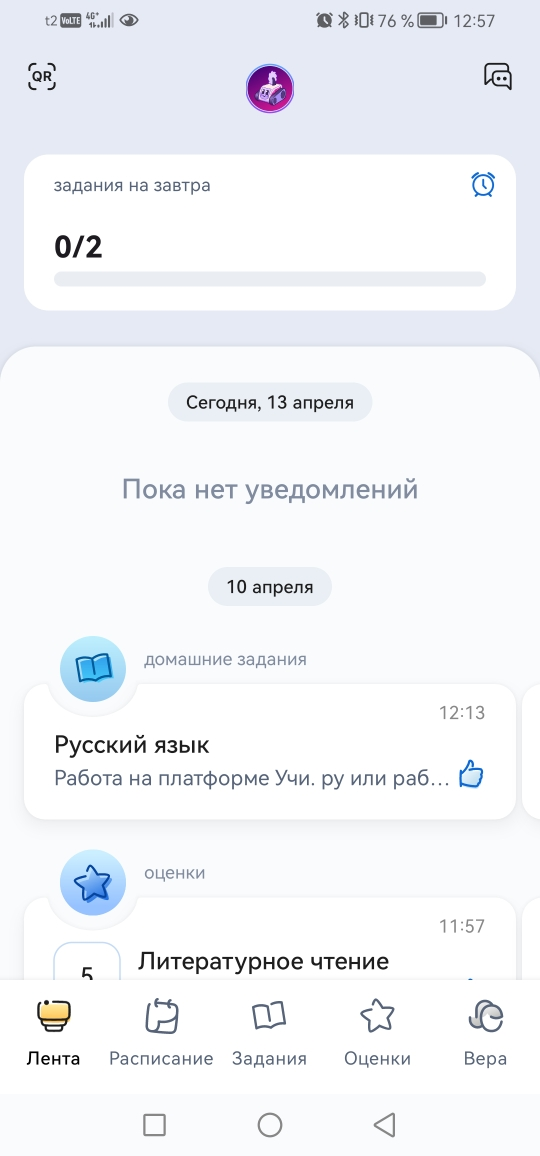 t2 VoLTE 4G+ 76 % 12:57
QR
задания на завтра
0/2
Сегодня, 13 апреля
Пока нет уведомлений
10 апреля
домашние задания
12:13
Русский язык
Работа на платформе Учи. ру или раб...
оценки
11:57
5
Литературное чтение
Лента
Расписание
Задания
Оценки
Вера